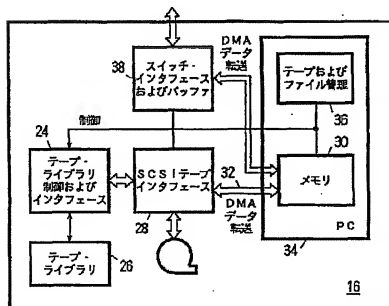 DMA
データ
転送
38
スイッチ・
インタフェース
およびバッファ
テープおよび
ファイル管理
36
制御
24
30
テープ・
ライブラリ
制御および
インタフェース
SCSIテープ
インタフェース
28
32
メモリ
DMA
データ
転送
PC
34
テープ・
ライブラリ
26
16